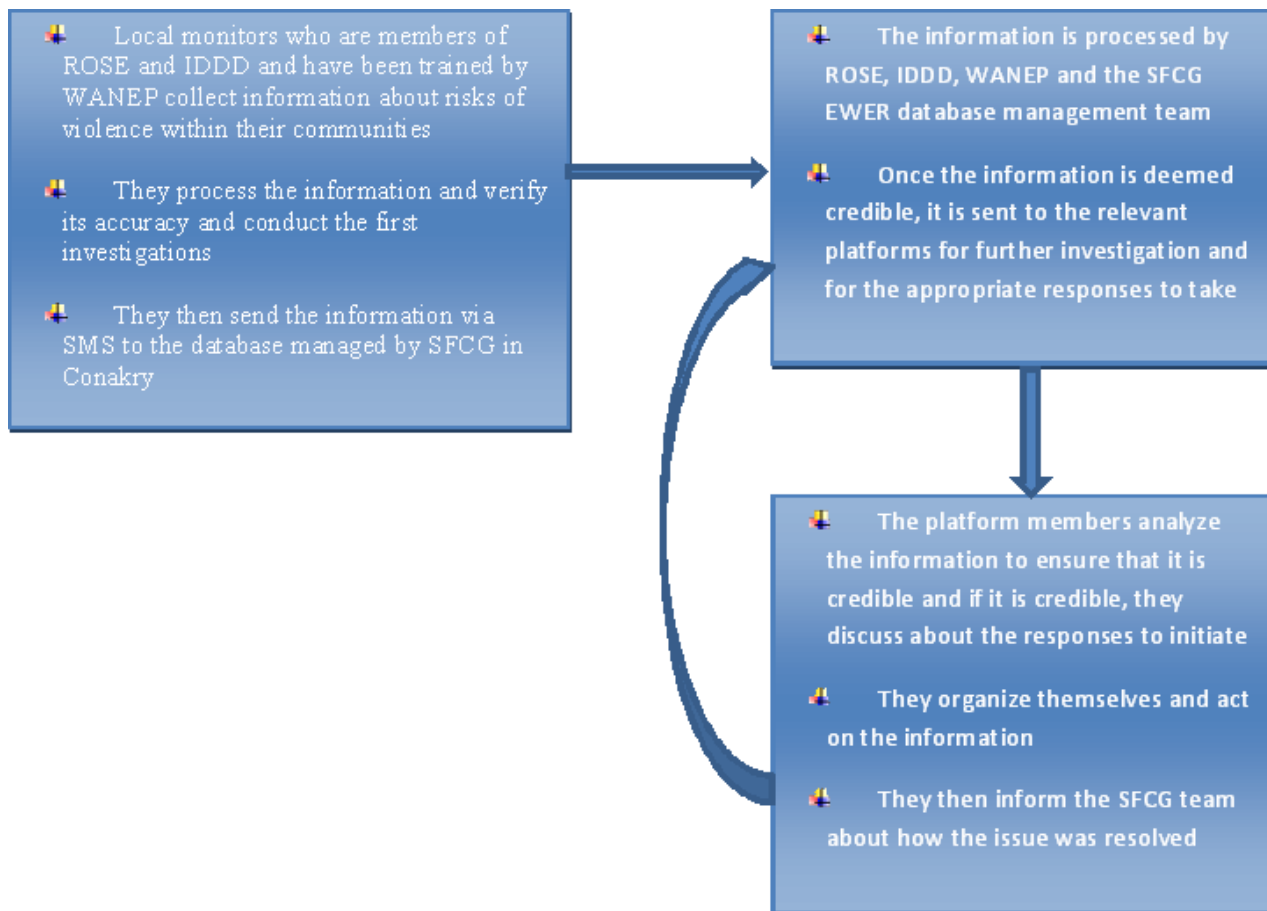 Local monitors who are members of
ROSE and IDDD and have been trained by
WANEP collect information about risks of
violence within their communities
They process the information and verify
its accuracy and conduct the first
investigations
They then send the information via
SMS to the database managed by SFCG in
Conakry
The information is processed by
ROSE, IDDD, WANEP and the SFCG
EWER database management team
Once the information is deemed
credible, it is sent to the relevant
platforms for further investigation and
for the appropriate responses to take
The platform members analyze
the information to ensure that it is
credible and if it is credible, they
discuss about the responses to initiate
They organize themselves and act
on the information
They then inform the SFCG team
about how the issue was resolved